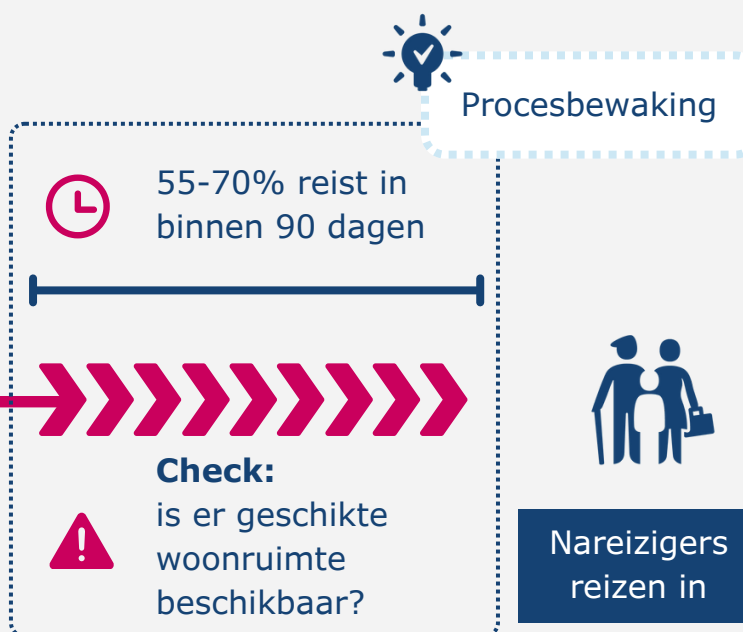 Procesbewaking
55-70% reist in
binnen 90 dagen
Check:
is er geschikte
woonruimte
beschikbaar?
Nareizigers
reizen in